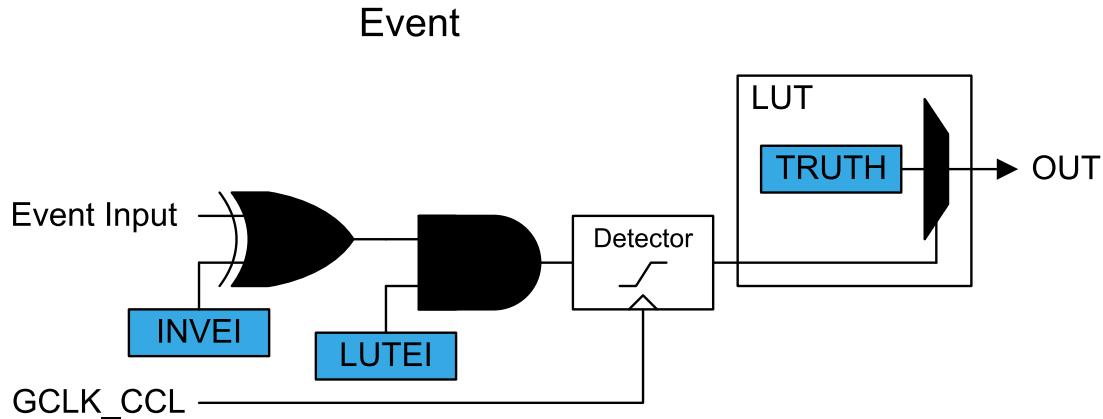 Event
LUT
TRUTH
OUT
Event Input
Detector
INVEI
LUTEI
GCLK_CCL